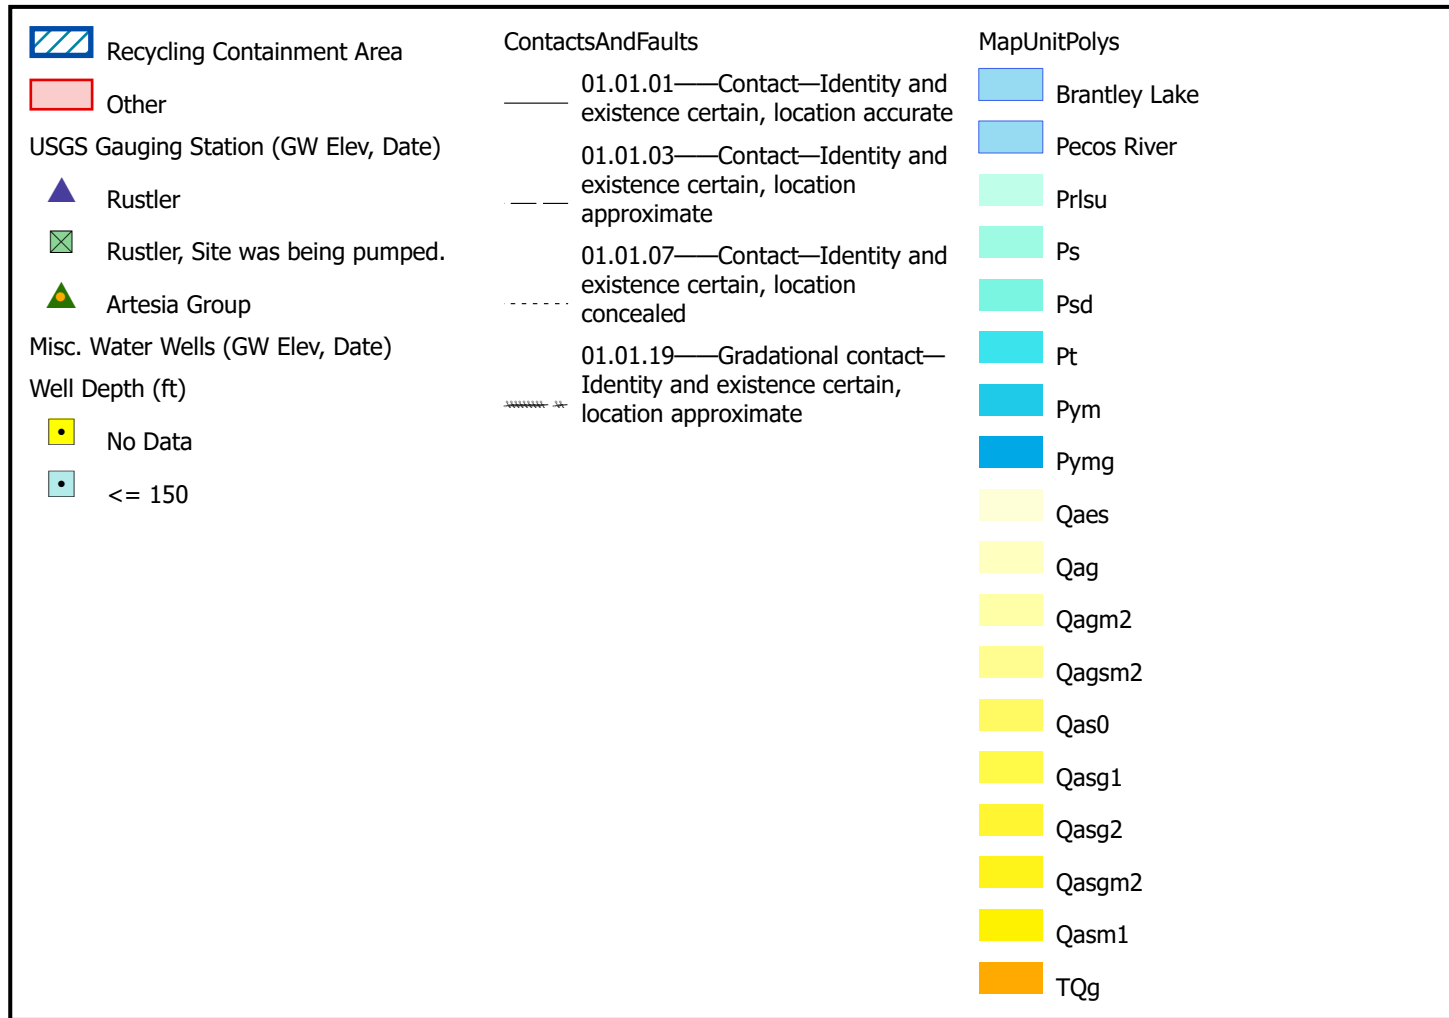 Recycling Containment Area
Other
USGS Gauging Station (GW Elev, Date)
Rustler
Rustler, Site was being pumped.
Artesia Group
Misc. Water Wells (GW Elev, Date)
Well Depth (ft)
No Data
<= 150
ContactsAndFaults
01.01.01——Contact—Identity and
existence certain, location accurate
01.01.03——Contact—Identity and
existence certain, location
approximate
01.01.07——Contact—Identity and
existence certain, location
concealed
01.01.19——Gradational contact—
Identity and existence certain,
location approximate
MapUnitPolys
Brantley Lake
Pecos River
Prlsu
Ps
Psd
Pt
Pym
Pymg
Qaes
Qag
Qagm2
Qagsm2
Qas0
Qasg1
Qasg2
Qasgm2
Qasm1
TQg